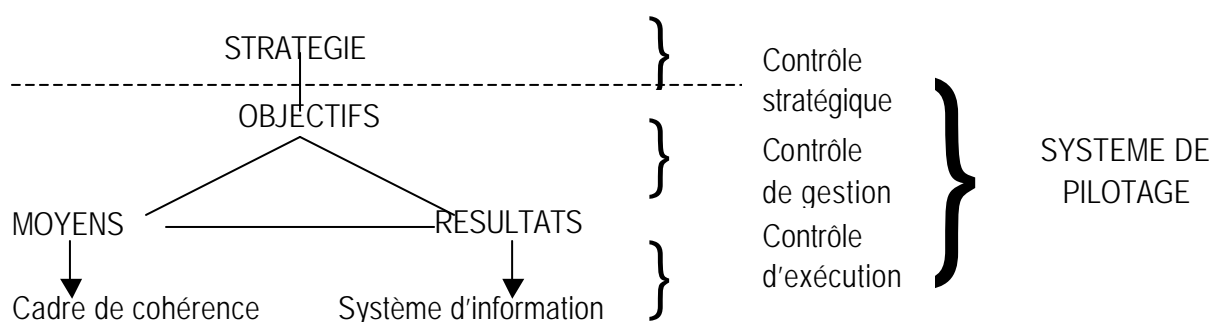 STRATEGIE
OBJECTIFS
MOYENS
RESULTATS
Cadre de cohérence
Système d'information
Contrôle
stratégique
Contrôle
de gestion
Contrôle
d'exécution
SYSTEME DE
PILOTAGE